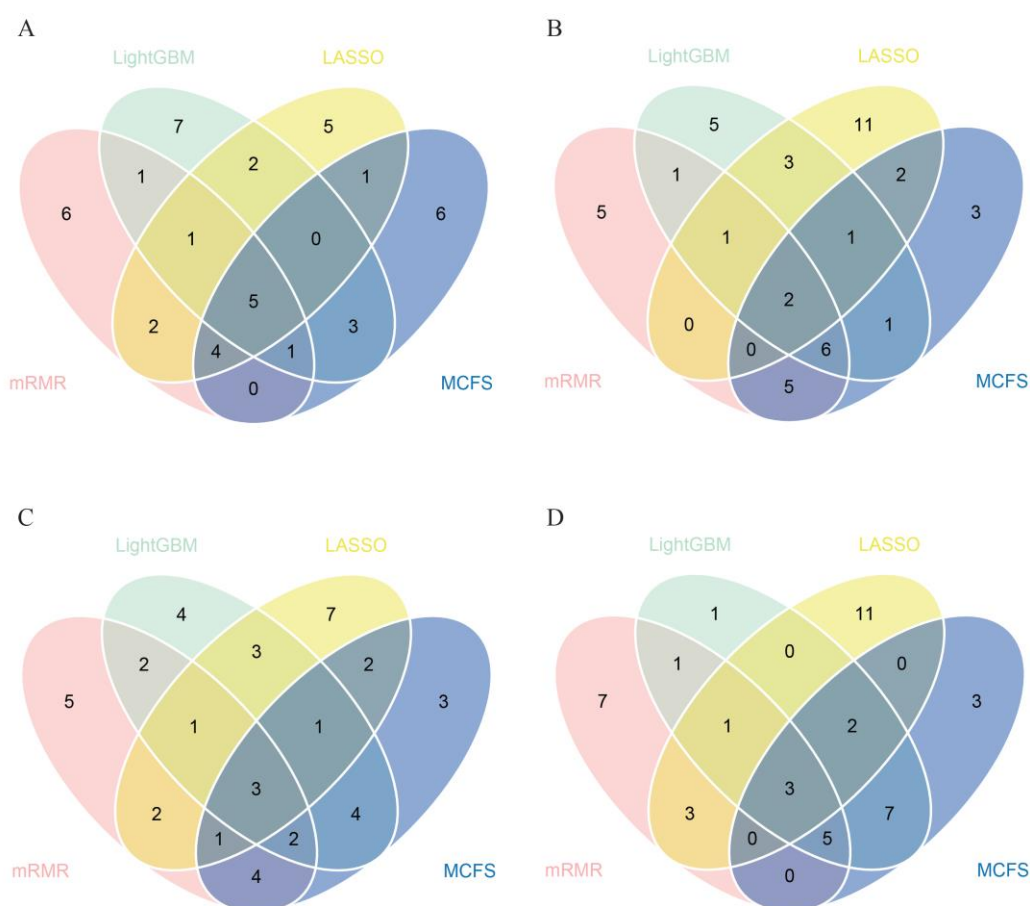 A
B
LightGBM LASSO
LightGBM LASSO
7 5
5 11
1 2 1
1 3 2
6 1 0 6
5 1 1 3
5
2
2 3
0 1
4 1
0 6
0
5
mRMR MCFS
mRMR MCFS
C
D
LightGBM LASSO
LightGBM LASSO
4 7
1 11
2 3 2
1 0 0
5 1 1 3
7 1 2 3
3
3
2 4
3 7
1 2
0 5
4
0
mRMR MCFS
mRMR MCFS